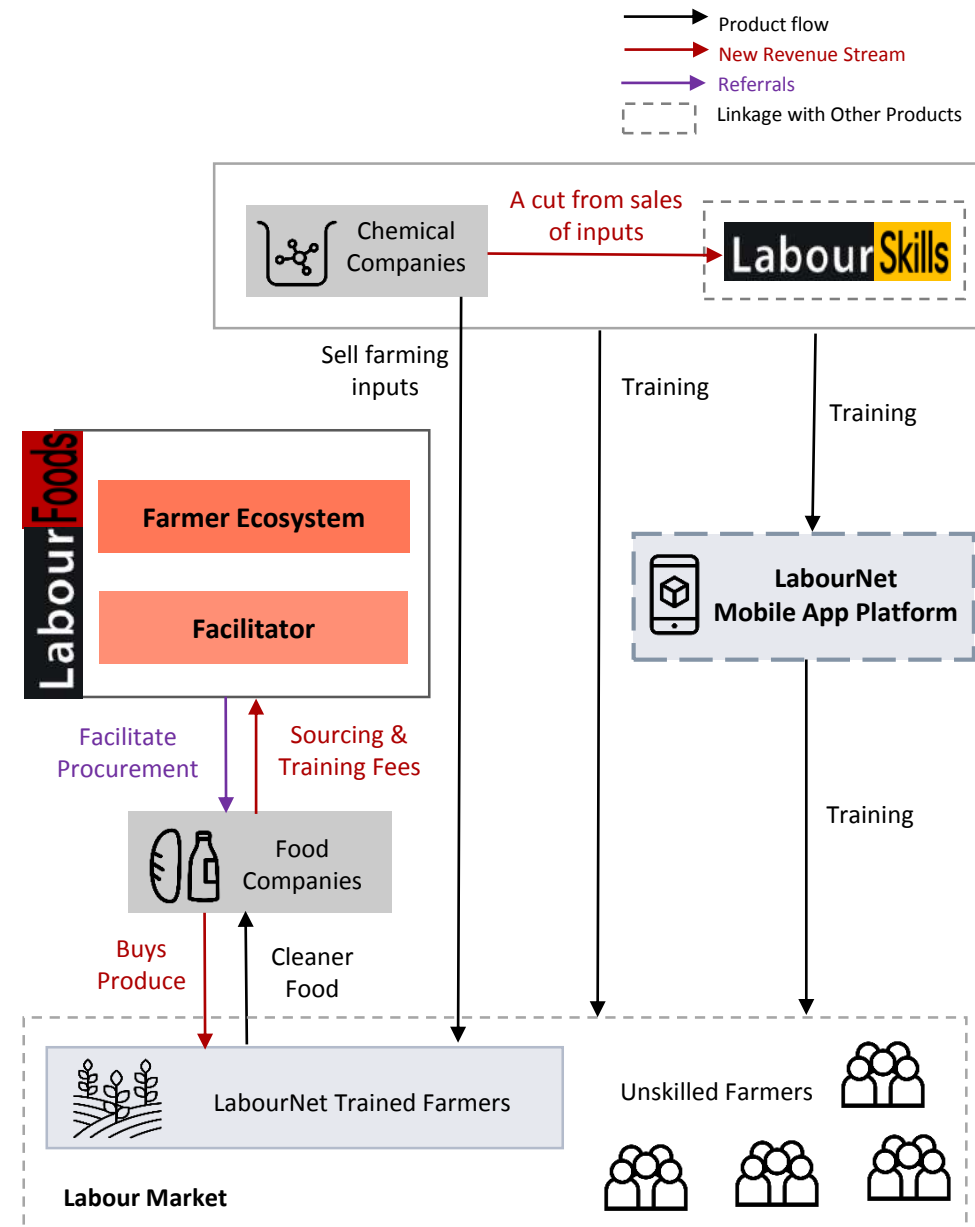 Product flow
New Revenue Stream
Referrals
Linkage with Other Products
A cut from sales
of inputs
Chemical
Companies
LabourSkills
Sell farming
inputs
Training
Training
LabourFoods
Farmer Ecosystem
Facilitator
LabourNet
Mobile App Platform
Facilitate
Procurement
Sourcing &
Training Fees
Training
Food
Companies
Buys
Produce
Cleaner
Food
LabourNet Trained Farmers
Unskilled Farmers
Labour Market